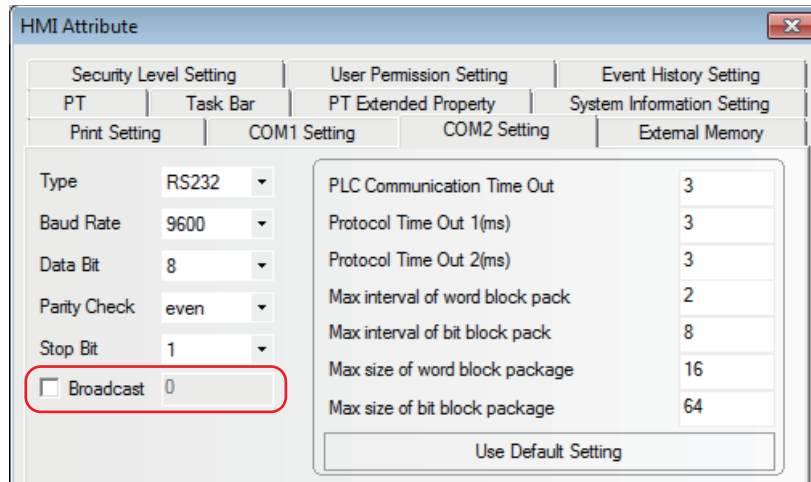 HMI Attribute
Security Level Setting User Permission Setting Event History Setting
PT Task Bar PT Extended Property System Information Setting
Print Setting COM1 Setting COM2 Setting External Memory
Type RS232
Baud Rate 9600
Data Bit 8
Parity Check even
Stop Bit 1
Broadcast 0
PLC Communication Time Out 3
Protocol Time Out 1(ms) 3
Protocol Time Out 2(ms) 3
Max interval of word block pack 2
Max interval of bit block pack 8
Max size of word block package 16
Max size of bit block package 64
Use Default Setting